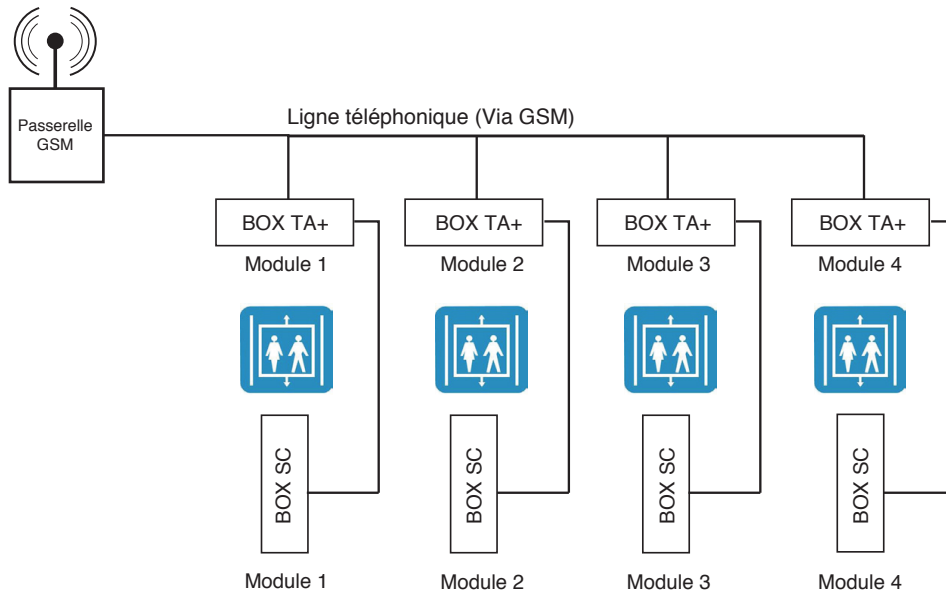 Passerelle
GSM
Ligne téléphonique (Via GSM)
BOX TA+
BOX TA+
BOX TA+
BOX TA+
Module 1
Module 2
Module 3
Module 4
BOX SC
BOX SC
BOX SC
BOX SC
Module 1
Module 2
Module 3
Module 4